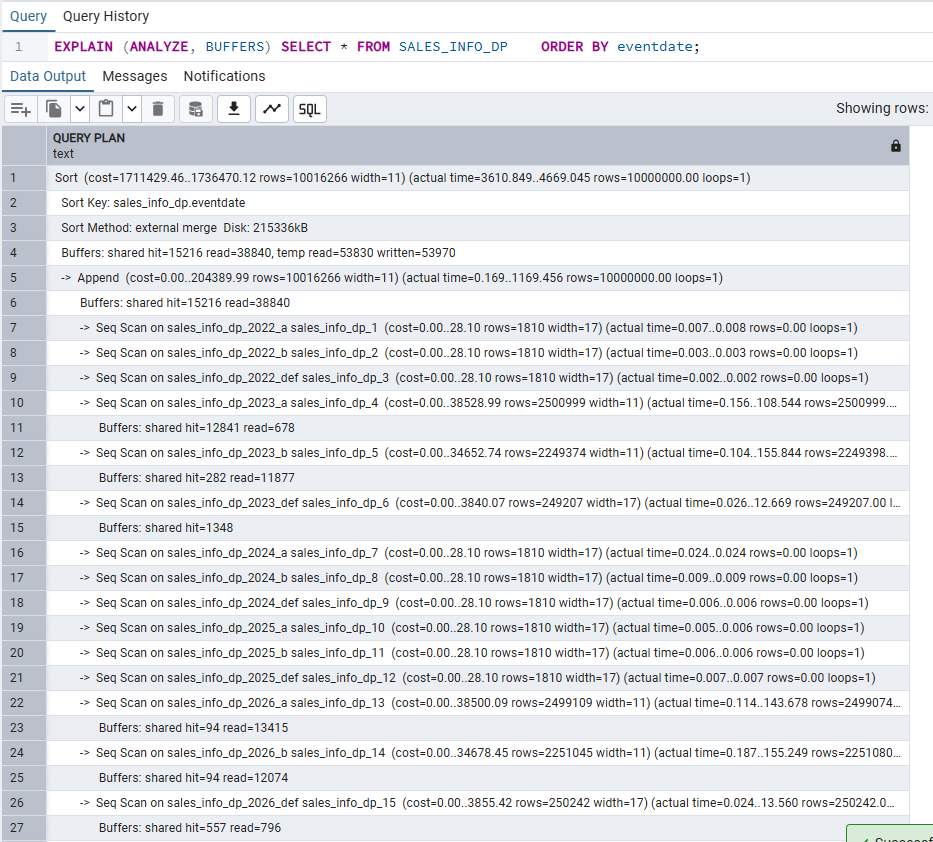 Query Query History
1 EXPLAIN (ANALYZE, BUFFERS) SELECT * FROM SALES_INFO_DP ORDER BY eventdate;
Data Output Messages Notifications
SQL Showing rows:
QUERY PLAN
text
1 Sort (cost=1711429.46..1736470.12 rows=10016266 width=11) (actual time=3610.849..4669.045 rows=10000000.00 loops=1)
2 Sort Key: sales_info_dp.eventdate
3 Sort Method: external merge Disk: 215336kB
4 Buffers: shared hit=15216 read=38840, temp read=53830 written=53970
5 -> Append (cost=0.00..204389.99 rows=10016266 width=11) (actual time=0.169..1169.456 rows=10000000.00 loops=1)
6 Buffers: shared hit=15216 read=38840
7 -> Seq Scan on sales_info_dp_2022_a sales_info_dp_1 (cost=0.00..28.10 rows=1810 width=17) (actual time=0.007..0.008 rows=0.00 loops=1)
8 -> Seq Scan on sales_info_dp_2022_b sales_info_dp_2 (cost=0.00..28.10 rows=1810 width=17) (actual time=0.003..0.003 rows=0.00 loops=1)
9 -> Seq Scan on sales_info_dp_2022_def sales_info_dp_3 (cost=0.00..28.10 rows=1810 width=17) (actual time=0.002..0.002 rows=0.00 loops=1)
10 -> Seq Scan on sales_info_dp_2023_a sales_info_dp_4 (cost=0.00..38528.99 rows=2500999 width=11) (actual time=0.156..108.544 rows=2500999....
11 Buffers: shared hit=12841 read=678
12 -> Seq Scan on sales_info_dp_2023_b sales_info_dp_5 (cost=0.00..34652.74 rows=2249374 width=11) (actual time=0.104..155.844 rows=2249398....
13 Buffers: shared hit=282 read=11877
14 -> Seq Scan on sales_info_dp_2023_def sales_info_dp_6 (cost=0.00..3840.07 rows=249207 width=17) (actual time=0.026..12.669 rows=249207.00 l...
15 Buffers: shared hit=1348
16 -> Seq Scan on sales_info_dp_2024_a sales_info_dp_7 (cost=0.00..28.10 rows=1810 width=17) (actual time=0.024..0.024 rows=0.00 loops=1)
17 -> Seq Scan on sales_info_dp_2024_b sales_info_dp_8 (cost=0.00..28.10 rows=1810 width=17) (actual time=0.009..0.009 rows=0.00 loops=1)
18 -> Seq Scan on sales_info_dp_2024_def sales_info_dp_9 (cost=0.00..28.10 rows=1810 width=17) (actual time=0.006..0.006 rows=0.00 loops=1)
19 -> Seq Scan on sales_info_dp_2025_a sales_info_dp_10 (cost=0.00..28.10 rows=1810 width=17) (actual time=0.005..0.006 rows=0.00 loops=1)
20 -> Seq Scan on sales_info_dp_2025_b sales_info_dp_11 (cost=0.00..28.10 rows=1810 width=17) (actual time=0.006..0.006 rows=0.00 loops=1)
21 -> Seq Scan on sales_info_dp_2025_def sales_info_dp_12 (cost=0.00..28.10 rows=1810 width=17) (actual time=0.007..0.007 rows=0.00 loops=1)
22 -> Seq Scan on sales_info_dp_2026_a sales_info_dp_13 (cost=0.00..38500.09 rows=2499109 width=11) (actual time=0.114..143.678 rows=2499074...
23 Buffers: shared hit=94 read=13415
24 -> Seq Scan on sales_info_dp_2026_b sales_info_dp_14 (cost=0.00..34678.45 rows=2251045 width=11) (actual time=0.187..155.249 rows=2251080...
25 Buffers: shared hit=94 read=12074
26 -> Seq Scan on sales_info_dp_2026_def sales_info_dp_15 (cost=0.00..3855.42 rows=250242 width=17) (actual time=0.024..13.560 rows=250242.0...
27 Buffers: shared hit=557 read=796